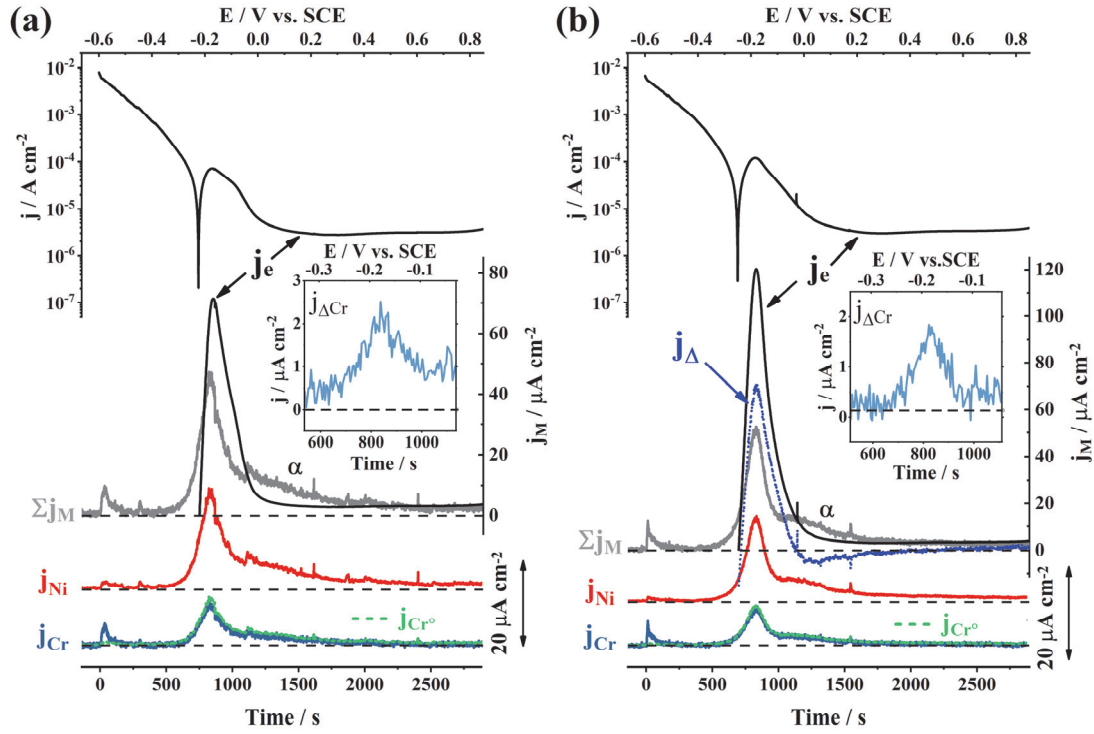 (a)
E / V vs. SCE
-0.6 -0.4 -0.2 0.0 0.2 0.4 0.6 0.8
10⁻²
10⁻³
10⁻⁴
10⁻⁵
10⁻⁶
10⁻⁷
j / A cm⁻²
jₑ
E / V vs. SCE
-0.3 -0.2 -0.1
j_ΔCr
3
2
1
0
j / μA cm⁻²
600 800 1000
Time / s
80
60
40
20
0
j_M / μA cm⁻²
α
Σj_M
j_Ni
j_Cr
j_Cr°
20 μA cm⁻²
0 500 1000 1500 2000 2500
Time / s
(b)
E / V vs. SCE
-0.6 -0.4 -0.2 0.0 0.2 0.4 0.6 0.8
10⁻²
10⁻³
10⁻⁴
10⁻⁵
10⁻⁶
10⁻⁷
j / A cm⁻²
jₑ
j_Δ
E / V vs.SCE
-0.3 -0.2 -0.1
j_ΔCr
2
1
0
j / μA cm⁻²
600 800 1000
Time / s
120
100
80
60
40
20
0
j_M / μA cm⁻²
α
Σj_M
j_Ni
j_Cr
j_Cr°
20 μA cm⁻²
0 500 1000 1500 2000 2500
Time / s